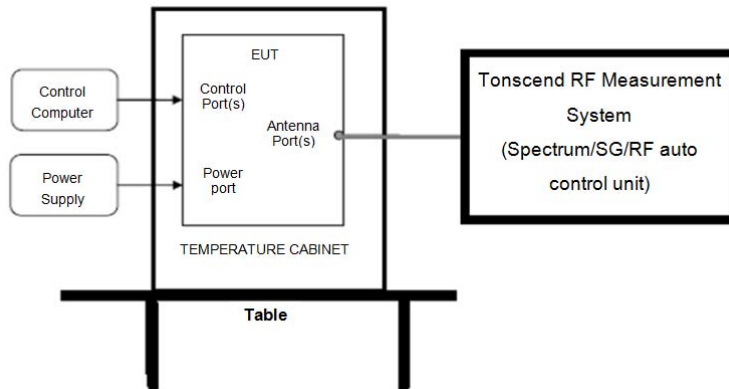 EUT
Control
Computer
Control
Port(s)
Antenna
Port(s)
Power
Supply
Power
port
TEMPERATURE CABINET
Table
Tonscend RF Measurement
System
(Spectrum/SG/RF auto
control unit)